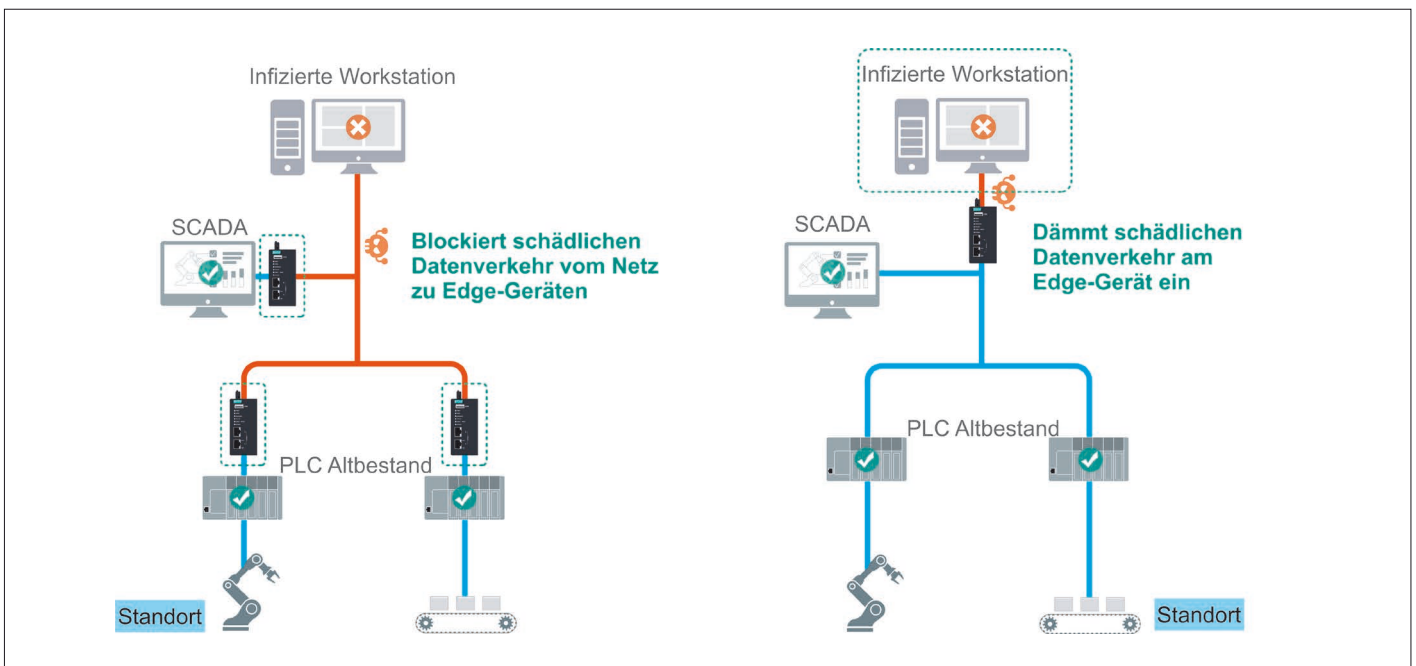 Infizierte Workstation
SCADA
Blockiert schädlichen
Datenverkehr vom Netz
zu Edge-Geräten
PLC Altbestand
Standort
Infizierte Workstation
SCADA
Dämmt schädlichen
Datenverkehr am
Edge-Gerät ein
PLC Altbestand
Standort